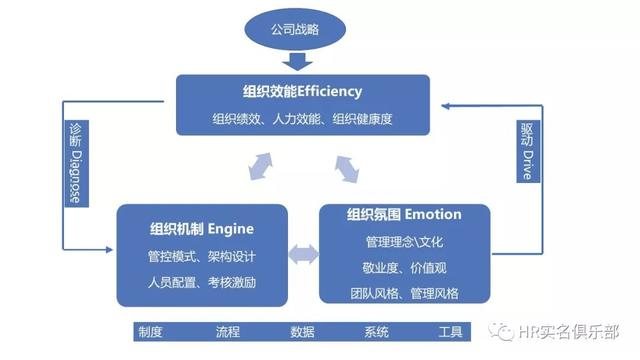 公司战略
组织效能Efficiency
组织绩效、人力效能、组织健康度
诊断 Diagnose
驱动 Drive
组织机制 Engine
管控模式、架构设计
人员配置、考核激励
组织氛围 Emotion
管理理念\文化
敬业度、价值观
团队风格、管理风格
制度 流程 数据 系统 工具
HR实名俱乐部